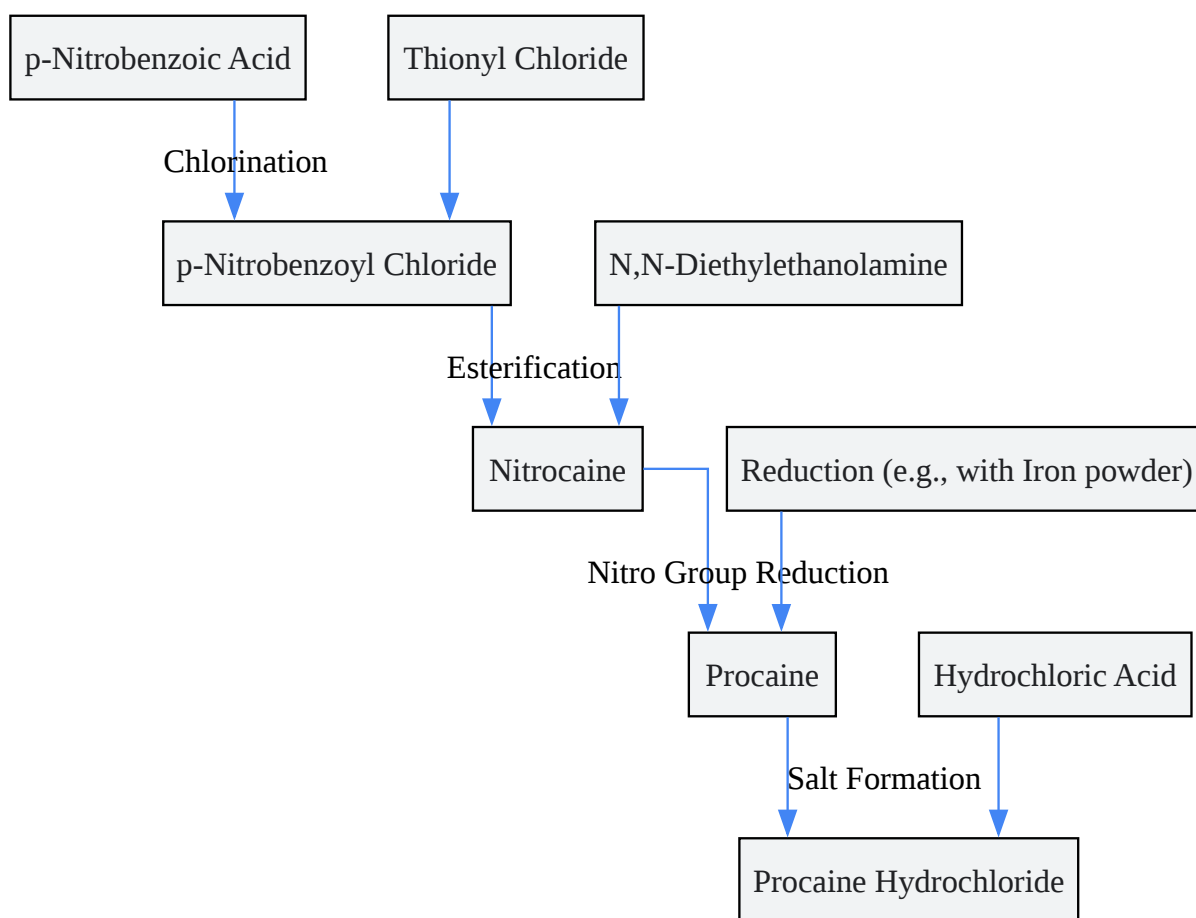 p-Nitrobenzoic Acid
Thionyl Chloride
Chlorination
p-Nitrobenzoyl Chloride
N,N-Diethylethanolamine
Esterification
Nitrocaine
Reduction (e.g., with Iron powder)
Nitro Group Reduction
Procaine
Hydrochloric Acid
Salt Formation
Procaine Hydrochloride